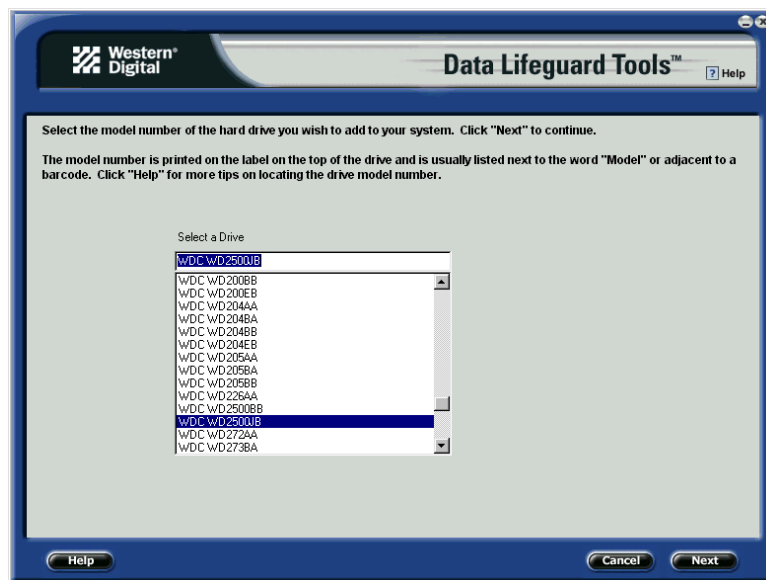 Western®
Digital
Data Lifeguard Tools™
? Help
Select the model number of the hard drive you wish to add to your system. Click "Next" to continue.
The model number is printed on the label on the top of the drive and is usually listed next to the word "Model" or adjacent to a
barcode. Click "Help" for more tips on locating the drive model number.
Select a Drive
WDC WD2500JB
WDC WD200BB
WDC WD200EB
WDC WD204AA
WDC WD204BA
WDC WD204BB
WDC WD204EB
WDC WD205AA
WDC WD205BA
WDC WD205BB
WDC WD226AA
WDC WD2500BB
WDC WD2500JB
WDC WD272AA
WDC WD273BA
Help
Cancel
Next